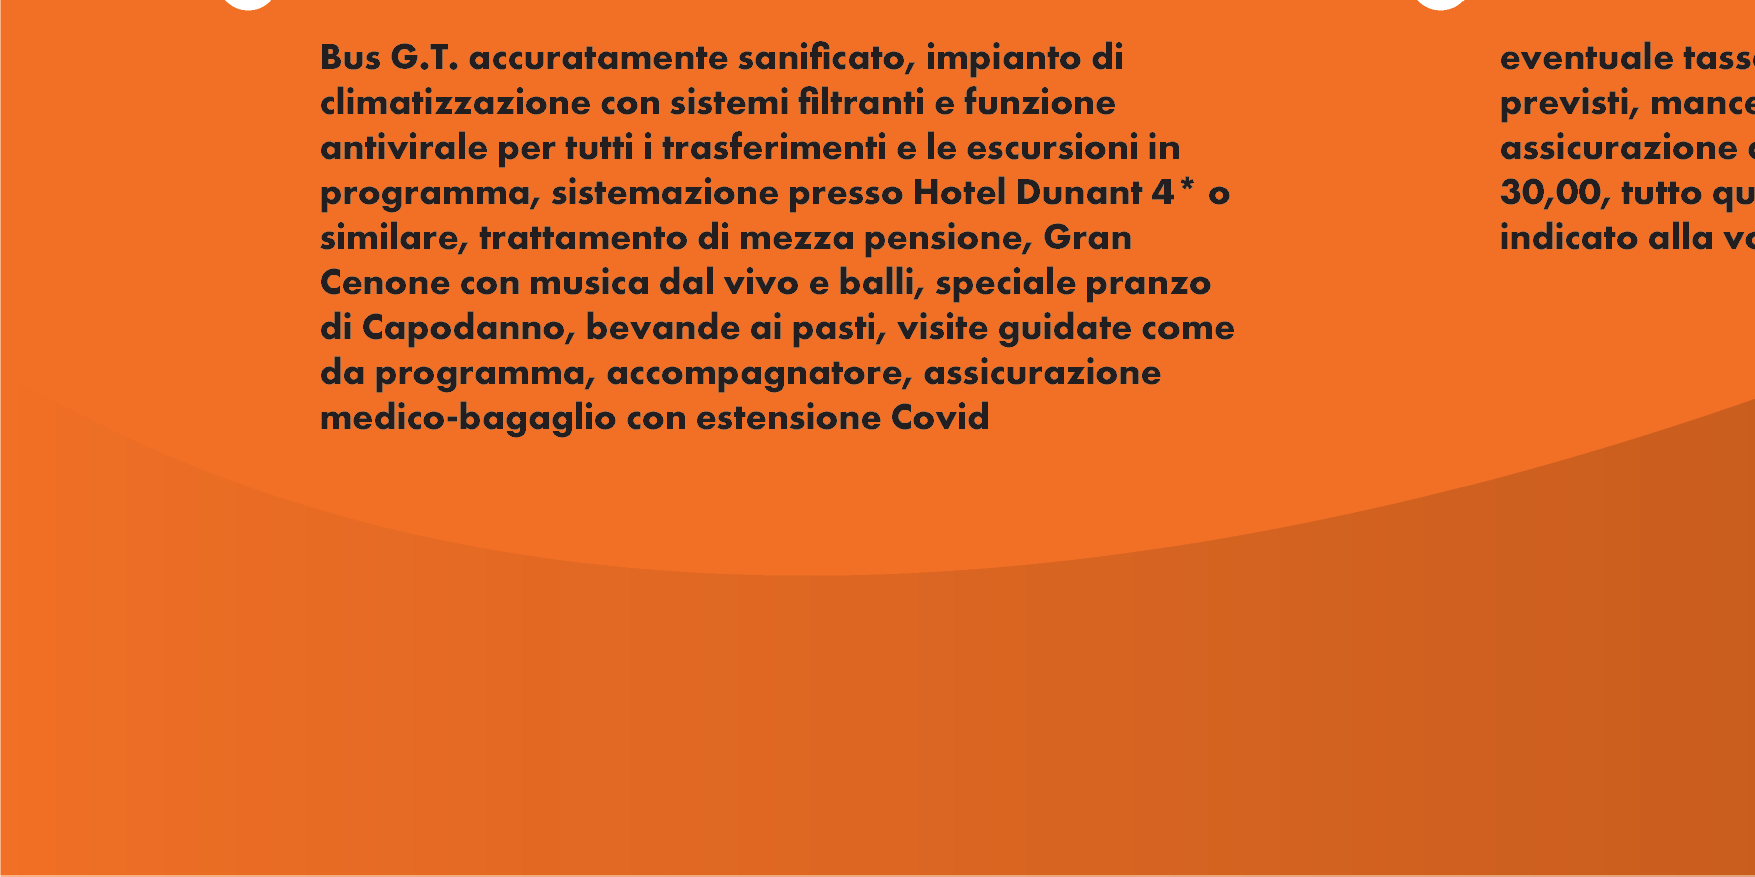 Bus G.T. accuratamente sanificato, impianto di
climatizzazione con sistemi filtranti e funzione
antivirale per tutti i trasferimenti e le escursioni in
programma, sistemazione presso Hotel Dunant 4* o
similare, trattamento di mezza pensione, Gran
Cenone con musica dal vivo e balli, speciale pranzo
di Capodanno, bevande ai pasti, visite guidate come
da programma, accompagnatore, assicurazione
medico-bagaglio con estensione Covid
eventuale
previsti,
assicurazione
30,00, tutto
indicato alla